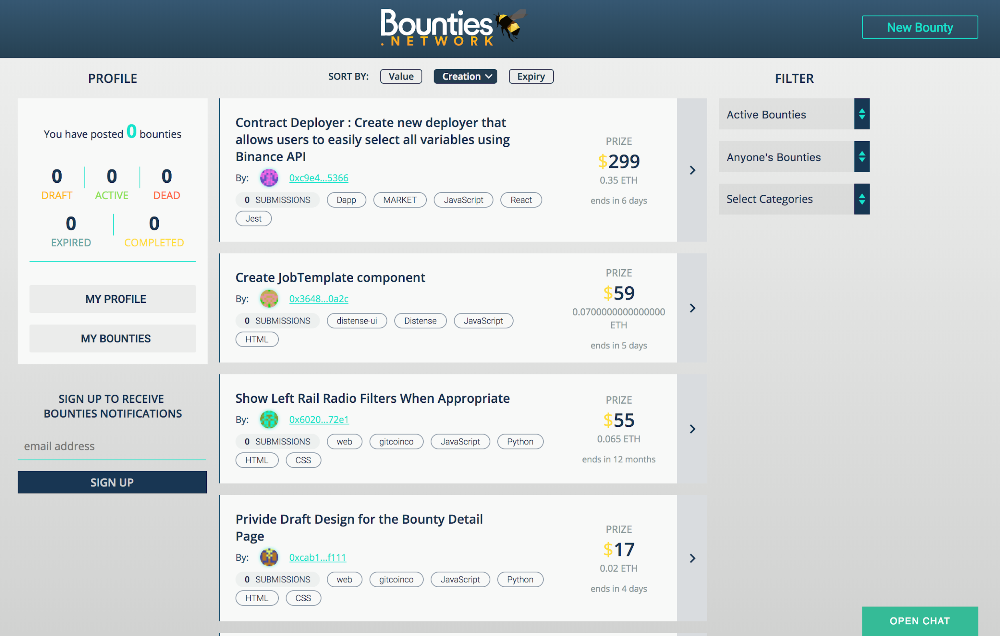 Bounties
.NETWORK
New Bounty
PROFILE
You have posted 0 bounties
0 0 0
DRAFT ACTIVE DEAD
0 0
EXPIRED COMPLETED
MY PROFILE
MY BOUNTIES
SIGN UP TO RECEIVE
BOUNTIES NOTIFICATIONS
email address
SIGN UP
SORT BY: Value Creation Expiry
Contract Deployer : Create new deployer that
allows users to easily select all variables using
Binance API
By: 0xc9e4...5366
0 SUBMISSIONS Dapp MARKET JavaScript React
Jest
PRIZE
$299
0.35 ETH
ends in 6 days
Create JobTemplate component
By: 0x3648...0a2c
0 SUBMISSIONS distense-ui Distense JavaScript
HTML
PRIZE
$59
0.0700000000000000
ETH
ends in 5 days
Show Left Rail Radio Filters When Appropriate
By: 0x6020...72e1
0 SUBMISSIONS web gitcoinco JavaScript Python
HTML CSS
PRIZE
$55
0.065 ETH
ends in 12 months
Privide Draft Design for the Bounty Detail
Page
By: 0xcab1...f111
0 SUBMISSIONS web gitcoinco JavaScript Python
HTML CSS
PRIZE
$17
0.02 ETH
ends in 4 days
FILTER
Active Bounties
Anyone's Bounties
Select Categories
OPEN CHAT